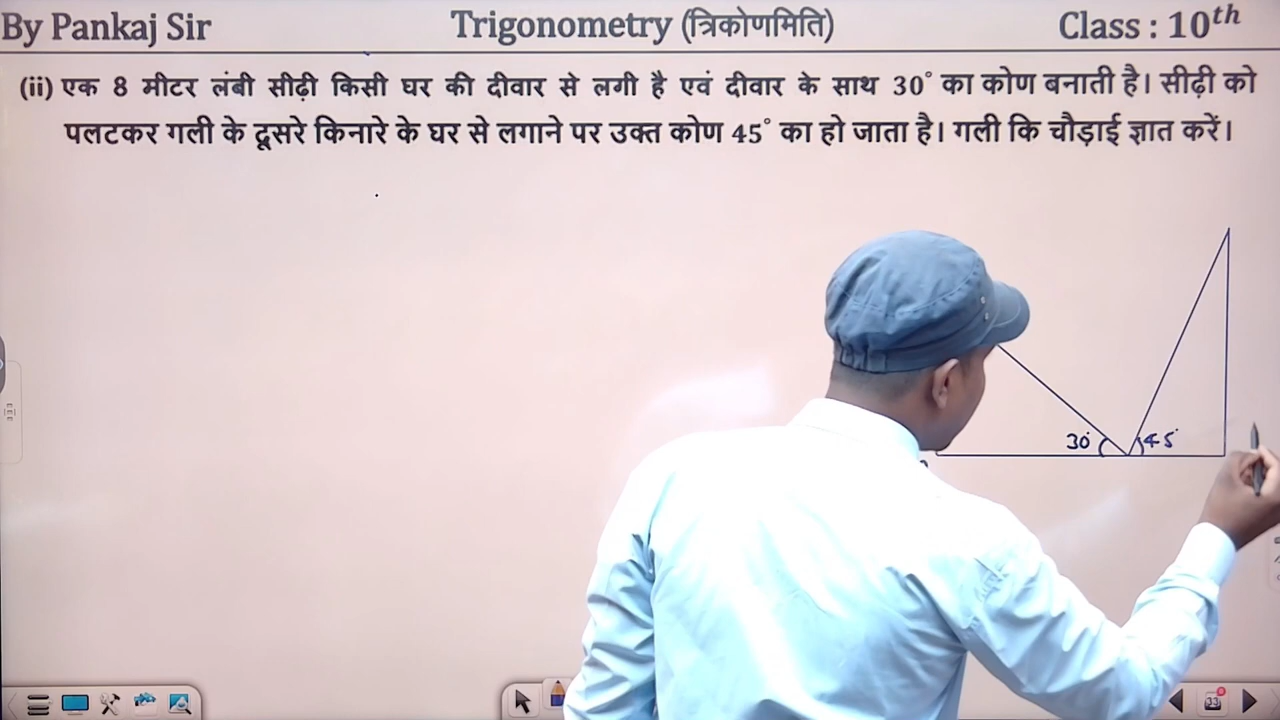 By Pankaj Sir Trigonometry (त्रिकोणमिति) Class : 10th
(ii) एक 8 मीटर लंबी सीढ़ी किसी घर की दीवार से लगी है एवं दीवार के साथ 30° का कोण बनाती है। सीढ़ी को
पलटकर गली के दूसरे किनारे के घर से लगाने पर उक्त कोण 45° का हो जाता है। गली कि चौड़ाई ज्ञात करें।
30° 45°
33